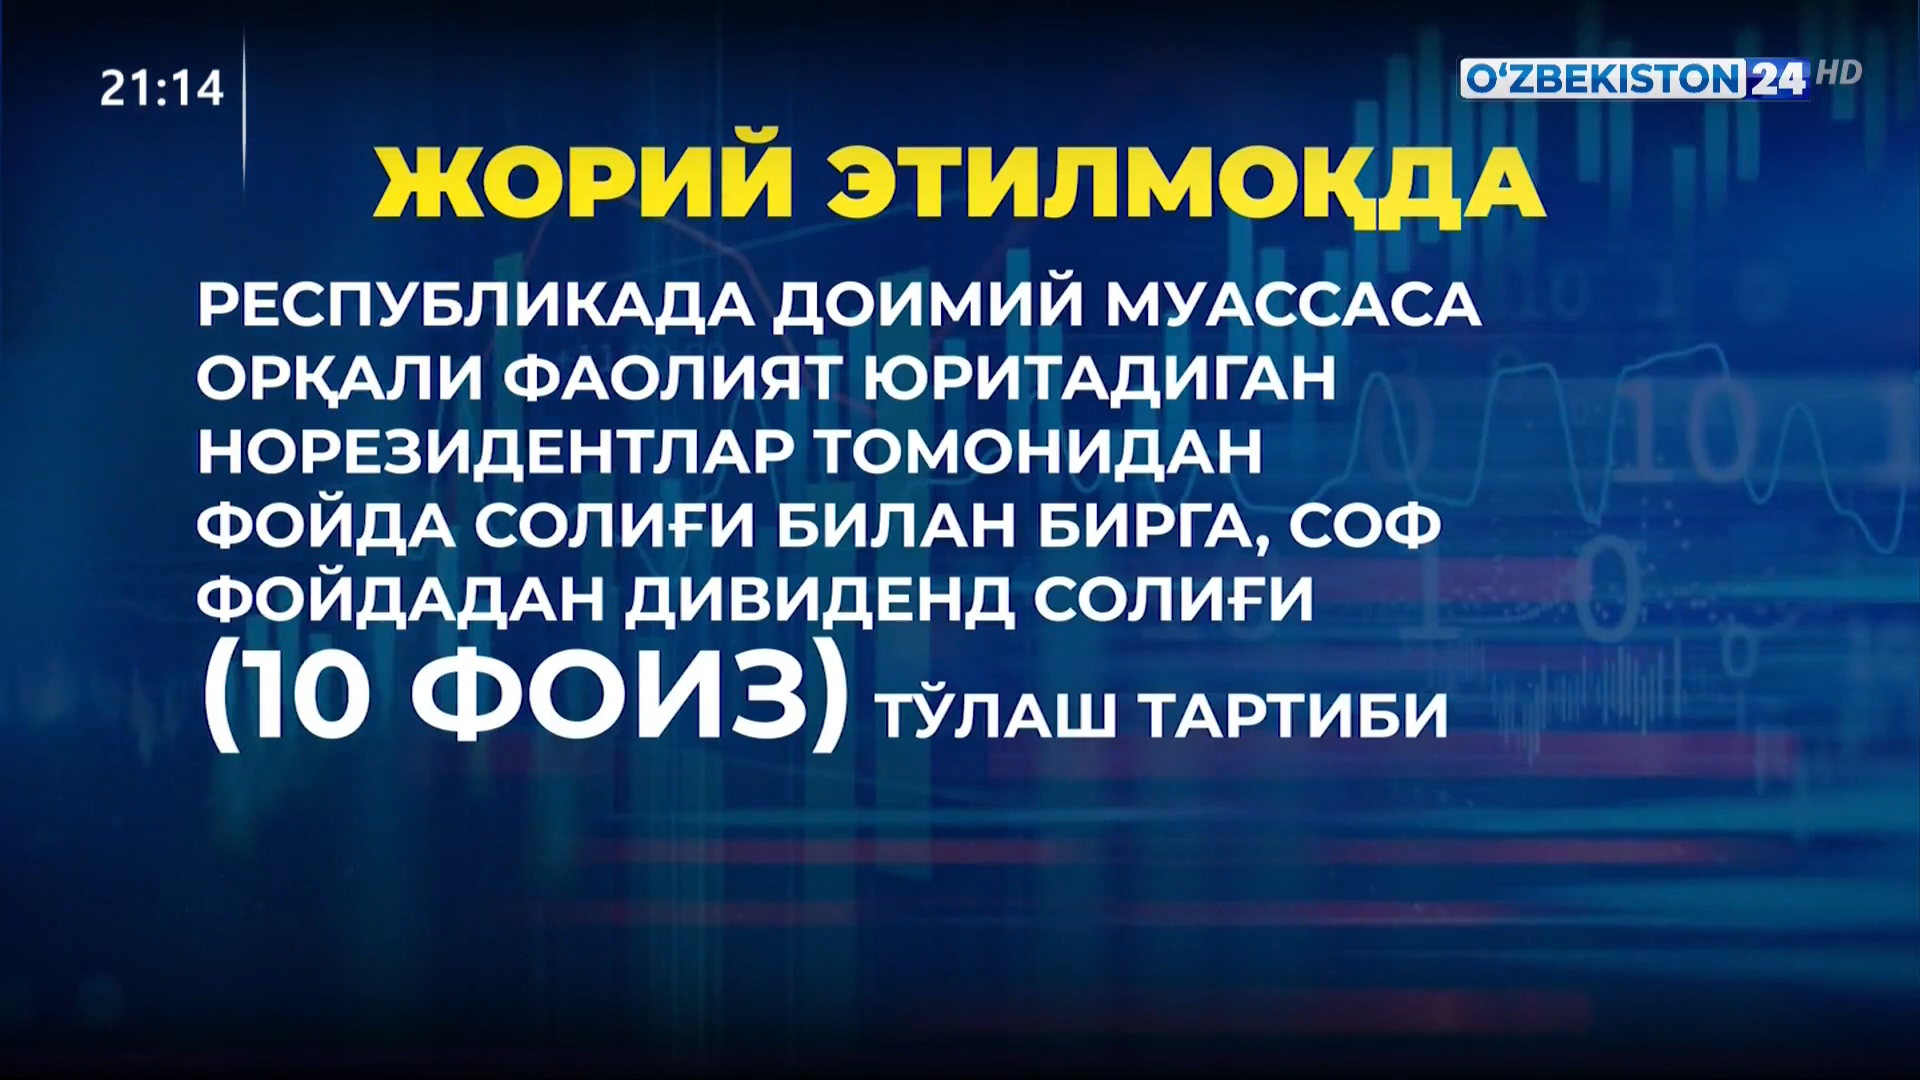 21:14
O‘ZBEKISTON 24 HD
ЖОРИЙ ЭТИЛМОҚДА
РЕСПУБЛИКАДА ДОИМИЙ МУАССАСА
ОРҚАЛИ ФАОЛИЯТ ЮРИТАДИГАН
НОРЕЗИДЕНТЛАР ТОМОНИДАН
ФОЙДА СОЛИҒИ БИЛАН БИРГА, СОФ
ФОЙДАДАН ДИВИДЕНД СОЛИҒИ
(10 ФОИЗ) ТЎЛАШ ТАРТИБИ